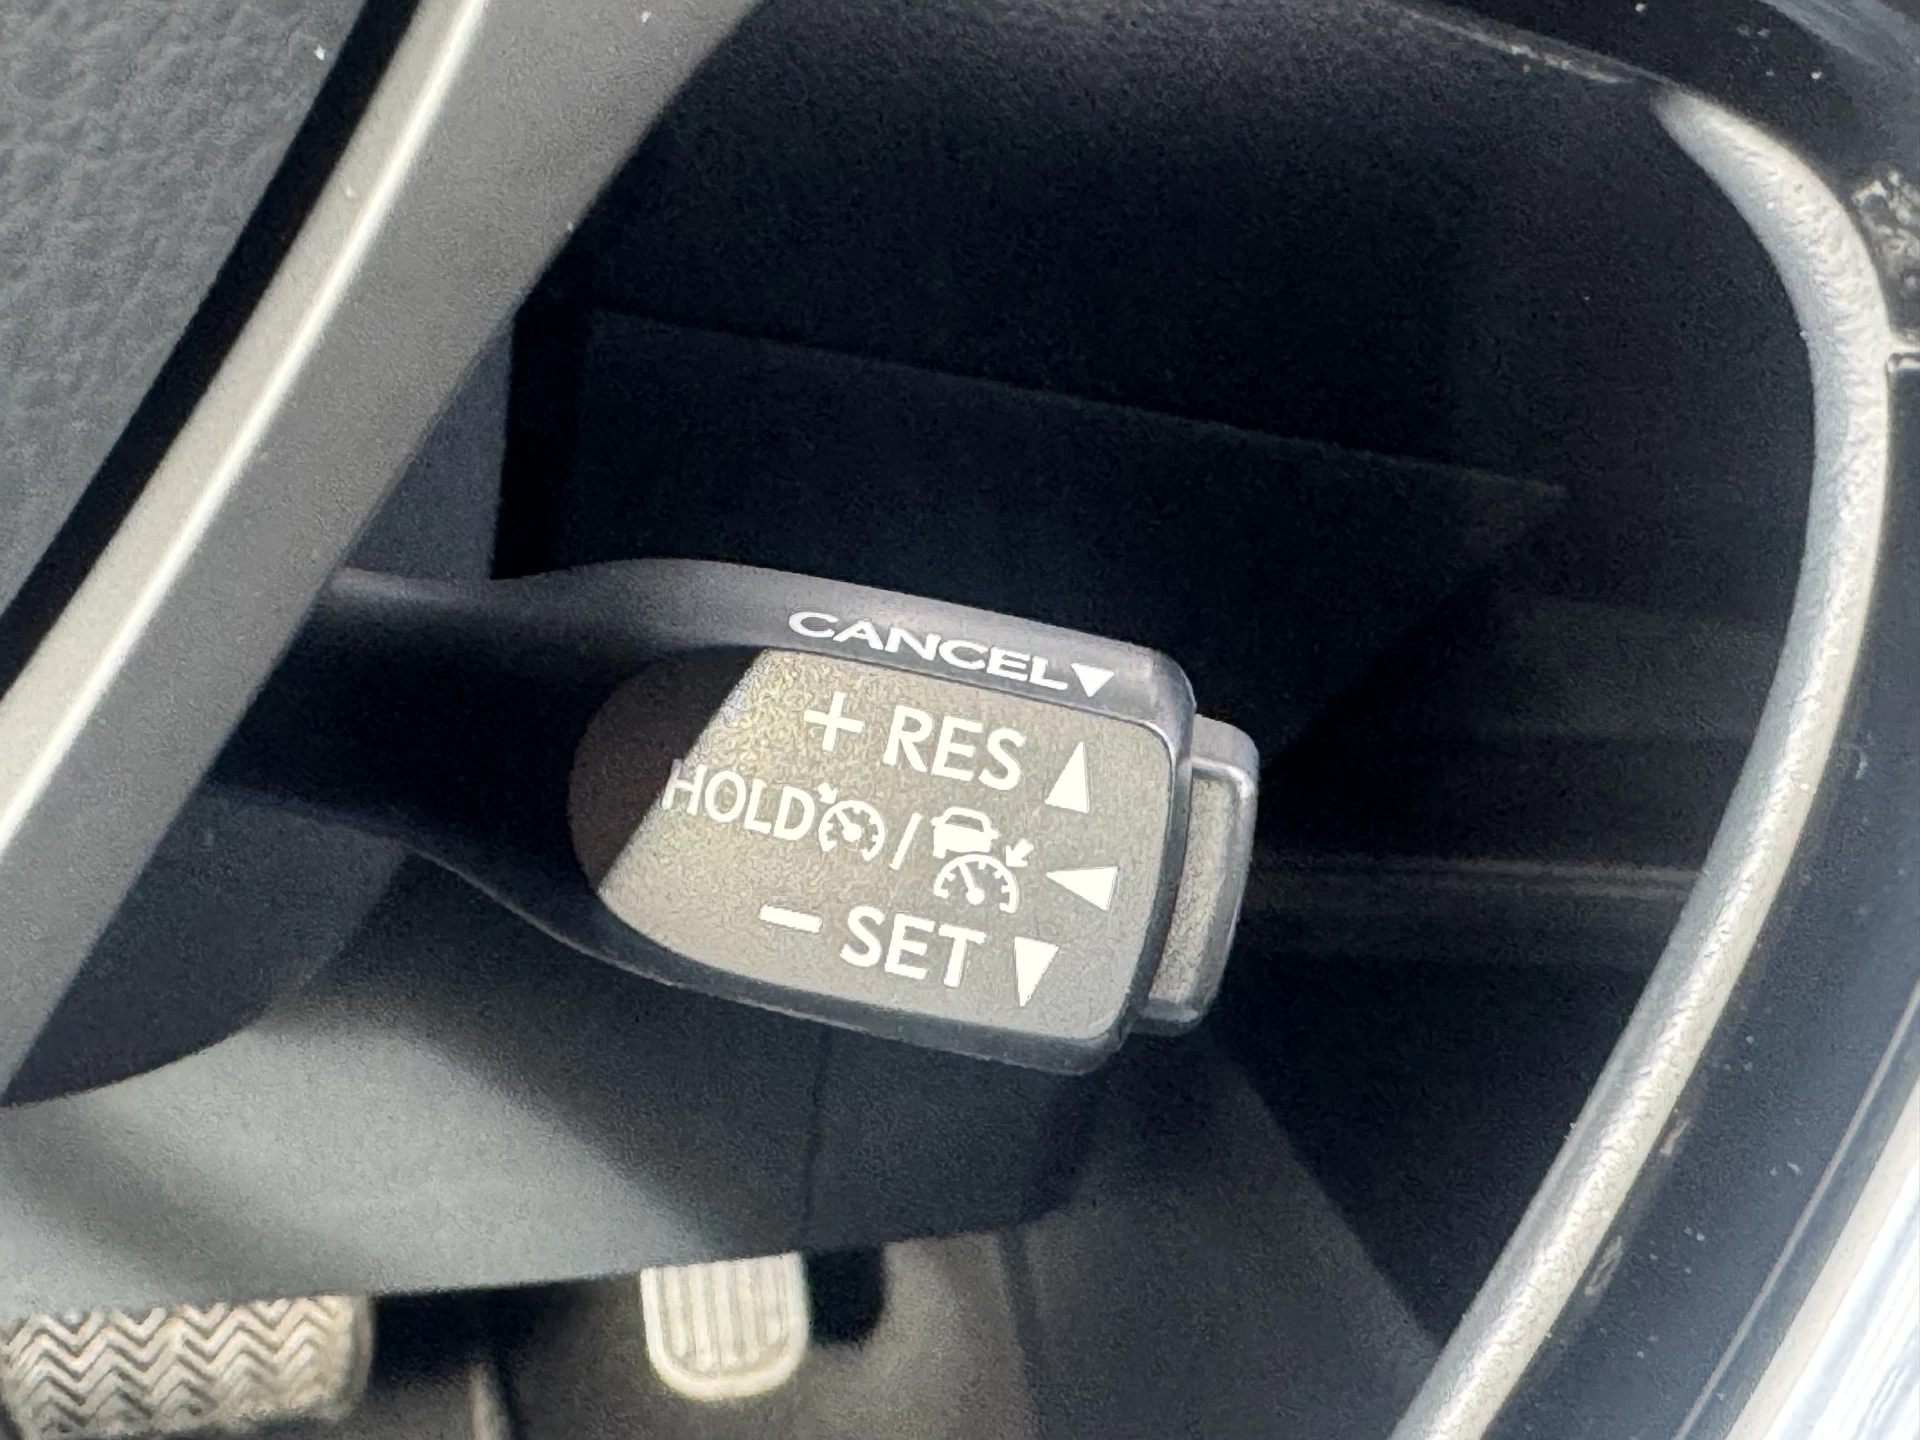 CANCEL▼
+ RES ▲
HOLD / ◀
− SET ▼